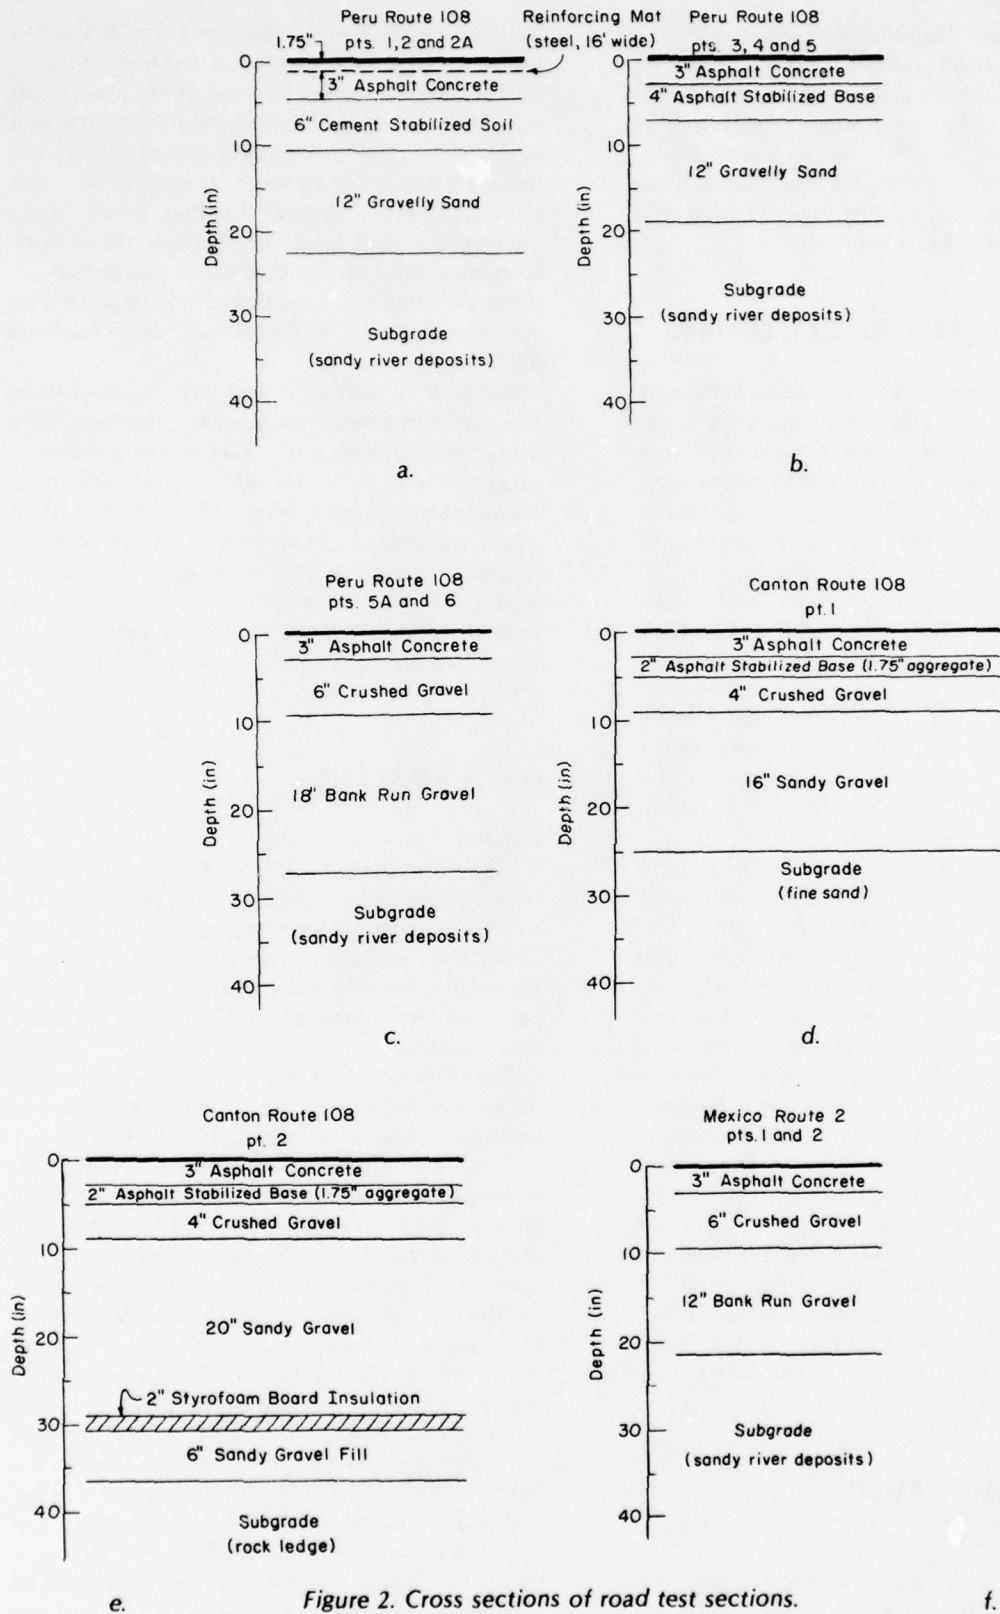 Peru Route 108
pts. 1,2 and 2A
1.75"
Reinforcing Mat
(steel, 16' wide)
0
10
20
30
40
Depth (in)
3" Asphalt Concrete
6" Cement Stabilized Soil
12" Gravelly Sand
Subgrade
(sandy river deposits)
a.
Peru Route 108
pts. 3, 4 and 5
0
10
20
30
40
Depth (in)
3" Asphalt Concrete
4" Asphalt Stabilized Base
12" Gravelly Sand
Subgrade
(sandy river deposits)
b.
Peru Route 108
pts. 5A and 6
0
10
20
30
40
Depth (in)
3" Asphalt Concrete
6" Crushed Gravel
18" Bank Run Gravel
Subgrade
(sandy river deposits)
c.
Canton Route 108
pt. 1
0
10
20
30
40
Depth (in)
3" Asphalt Concrete
2" Asphalt Stabilized Base (1.75" aggregate)
4" Crushed Gravel
16" Sandy Gravel
Subgrade
(fine sand)
d.
Canton Route 108
pt. 2
0
10
20
30
40
Depth (in)
3" Asphalt Concrete
2" Asphalt Stabilized Base (1.75" aggregate)
4" Crushed Gravel
20" Sandy Gravel
2" Styrofoam Board Insulation
6" Sandy Gravel Fill
Subgrade
(rock ledge)
e.
Mexico Route 2
pts. 1 and 2
0
10
20
30
40
Depth (in)
3" Asphalt Concrete
6" Crushed Gravel
12" Bank Run Gravel
Subgrade
(sandy river deposits)
f.
Figure 2. Cross sections of road test sections.